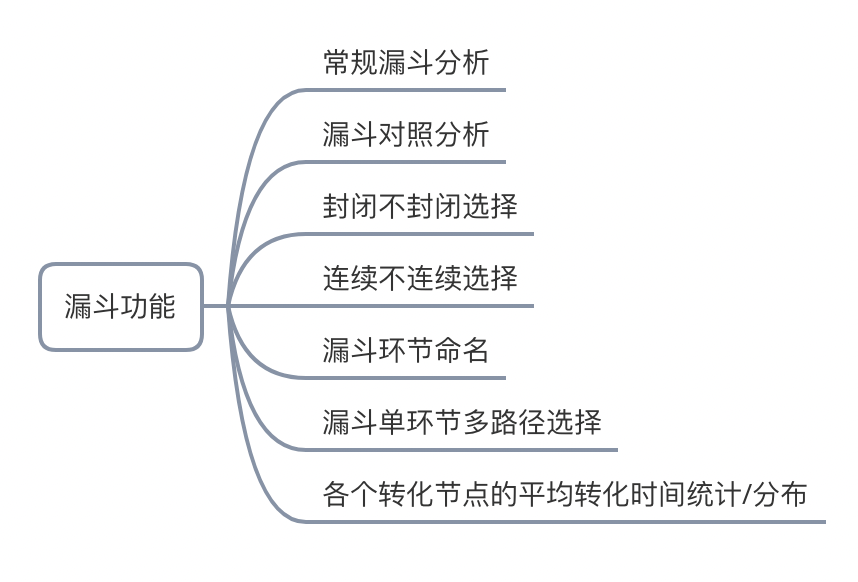 常规漏斗分析
漏斗对照分析
封闭不封闭选择
连续不连续选择
漏斗功能
漏斗环节命名
漏斗单环节多路径选择
各个转化节点的平均转化时间统计/分布